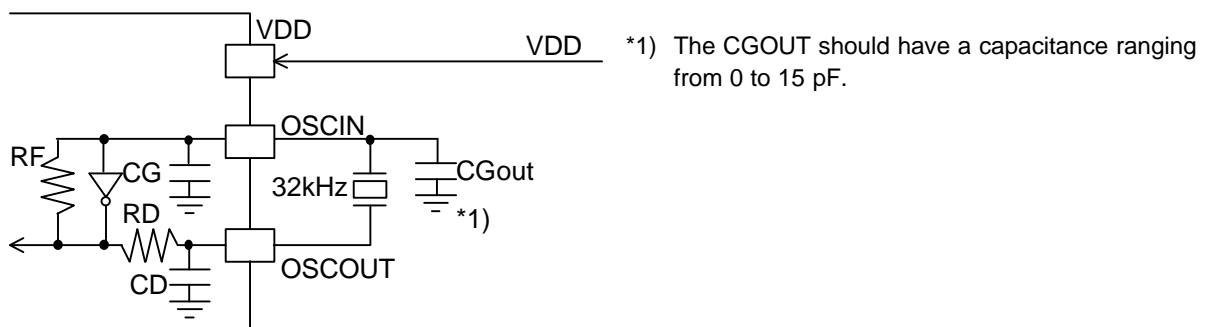 VDD
VDD
*1) The CGOUT should have a capacitance ranging
from 0 to 15 pF.
OSCIN
RF
CG
32kHz
CGout
*1)
RD
CD
OSCOUT